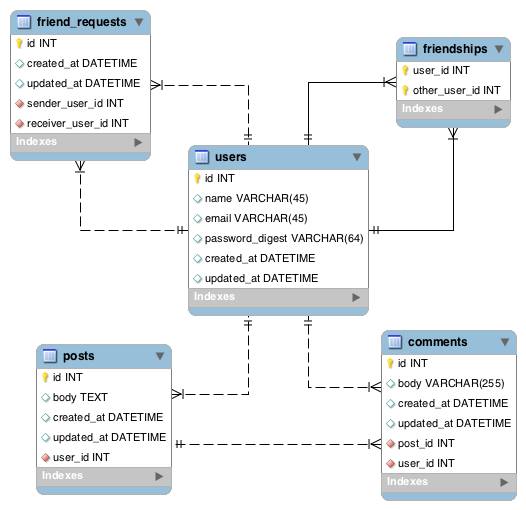 friend_requests
id INT
created_at DATETIME
updated_at DATETIME
sender_user_id INT
receiver_user_id INT
Indexes
friendships
user_id INT
other_user_id INT
Indexes
users
id INT
name VARCHAR(45)
email VARCHAR(45)
password_digest VARCHAR(64)
created_at DATETIME
updated_at DATETIME
Indexes
posts
id INT
body TEXT
created_at DATETIME
updated_at DATETIME
user_id INT
Indexes
comments
id INT
body VARCHAR(255)
created_at DATETIME
updated_at DATETIME
post_id INT
user_id INT
Indexes